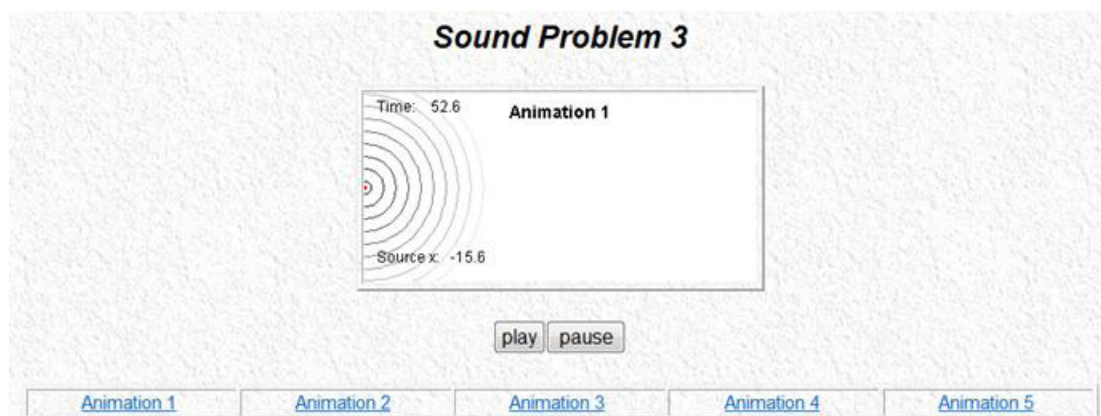 Sound Problem 3
Time: 52.6 Animation 1
Source x: -15.6
play pause
Animation 1 Animation 2 Animation 3 Animation 4 Animation 5